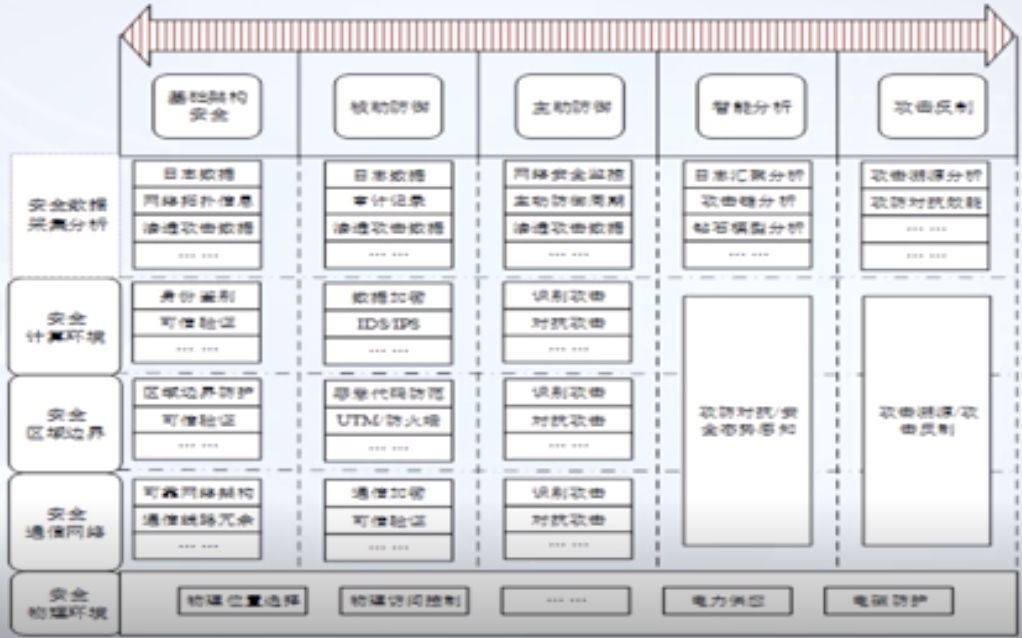 基础架构
安全
被动防御
主动防御
智能分析
攻击反制
安全数据
采集分析
日志数据
网络拓扑信息
渗透攻击数据
... ...
日志数据
审计记录
渗透攻击数据
... ...
网络安全监控
主动防御周期
渗透攻击数据
... ...
日志汇聚分析
攻击链分析
钻石模型分析
... ...
攻击溯源分析
攻防对抗效能
... ...
... ...
安全
计算环境
身份鉴别
可信验证
... ...
数据加密
IDS/IPS
... ...
识别攻击
对抗攻击
... ...
攻防对抗/安
全态势感知
攻击溯源/攻
击反制
安全
区域边界
区域边界防护
可信验证
... ...
恶意代码防范
UTM/防火墙
... ...
识别攻击
对抗攻击
... ...
安全
通信网络
可靠网络架构
通信线路冗余
... ...
通信加密
可信验证
... ...
识别攻击
对抗攻击
... ...
安全
物理环境
物理位置选择
物理访问控制
... ...
电力供应
电磁防护